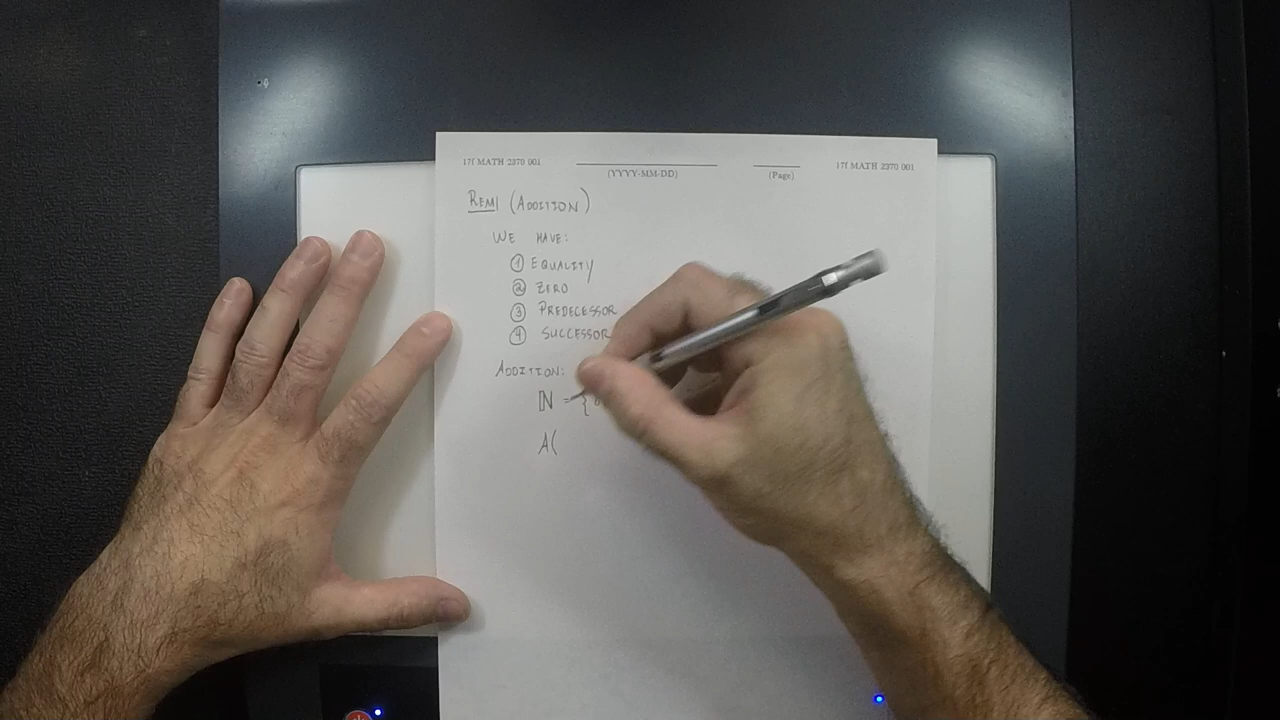 17f MATH 2370 001 (YYYY-MM-DD) (Page) 17f MATH 2370 001
REM| (ADDITION)
WE HAVE:
① EQUALITY
② ZERO
③ PREDECESSOR
④ SUCCESSOR
ADDITION:
ℕ = {
A(